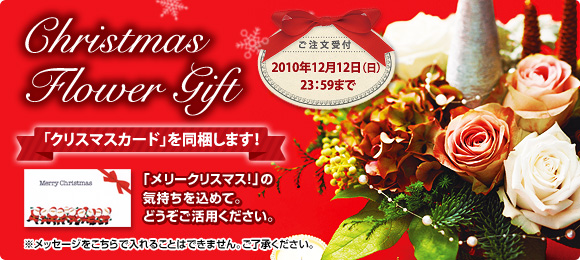 Christmas
Flower Gift
ご注文受付
2010年12月12日(日)
23:59まで
「クリスマスカード」を同梱します!
Merry Christmas
「メリークリスマス!」の
気持ちを込めて。
どうぞご活用ください。
※メッセージをこちらで入れることはできません。ご了承ください。